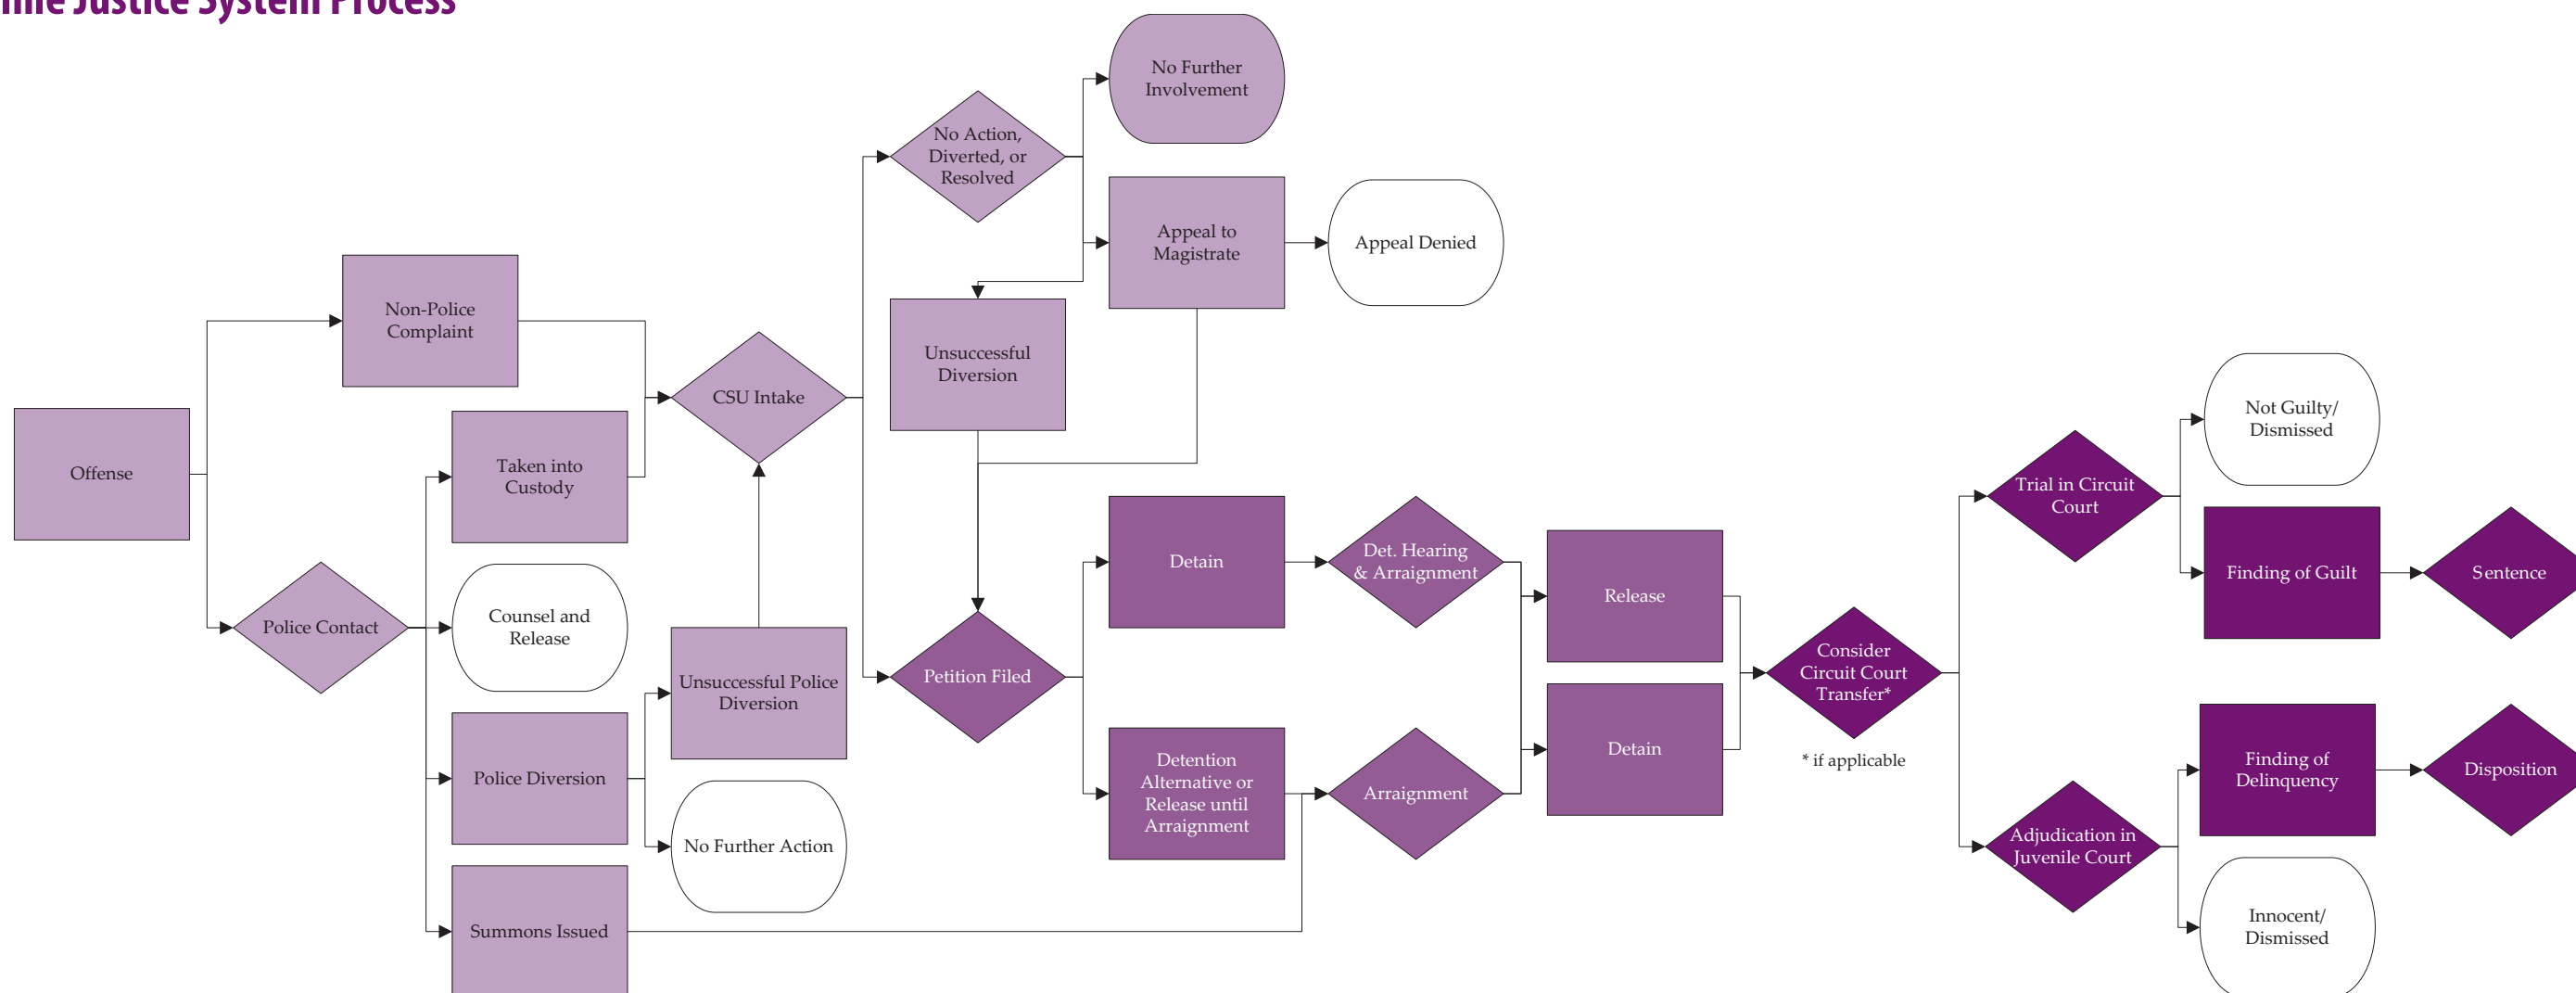 Justice System Process
No Further
Involvement
No Action,
Diverted, or
Resolved
Appeal to
Magistrate
Appeal Denied
Non-Police
Complaint
Unsuccessful
Diversion
CSU Intake
Offense
Taken into
Custody
Police Contact
Counsel and
Release
Unsuccessful Police
Diversion
Police Diversion
No Further Action
Summons Issued
Petition Filed
Detain
Det. Hearing
& Arraignment
Detention
Alternative or
Release until
Arraignment
Arraignment
Release
Detain
Consider
Circuit Court
Transfer*
* if applicable
Trial in Circuit
Court
Not Guilty/
Dismissed
Finding of Guilt
Sentence
Adjudication in
Juvenile Court
Finding of
Delinquency
Disposition
Innocent/
Dismissed